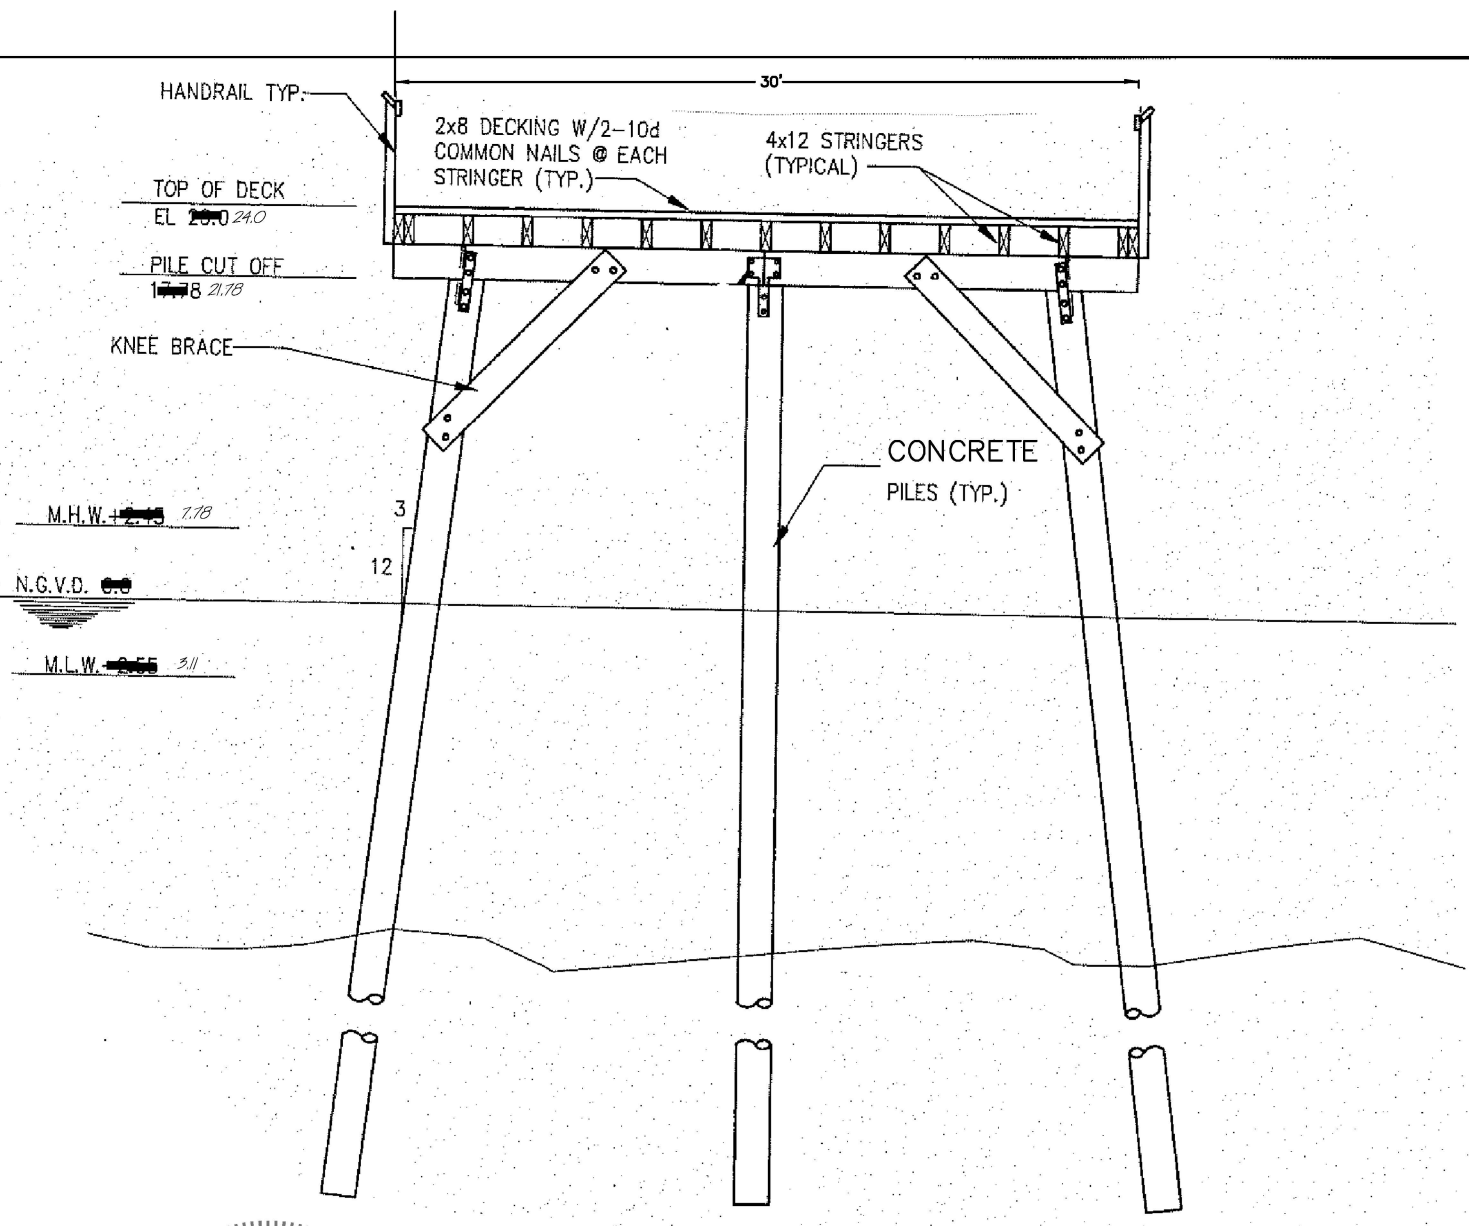 30'
HANDRAIL TYP.
2x8 DECKING W/2-10d
COMMON NAILS @ EACH
STRINGER (TYP.)
4x12 STRINGERS
(TYPICAL)
TOP OF DECK
EL 24.0
PILE CUT OFF
21.78
KNEE BRACE
CONCRETE
PILES (TYP.)
3
12
M.H.W. 7.78
N.G.V.D.
M.L.W. 3.11